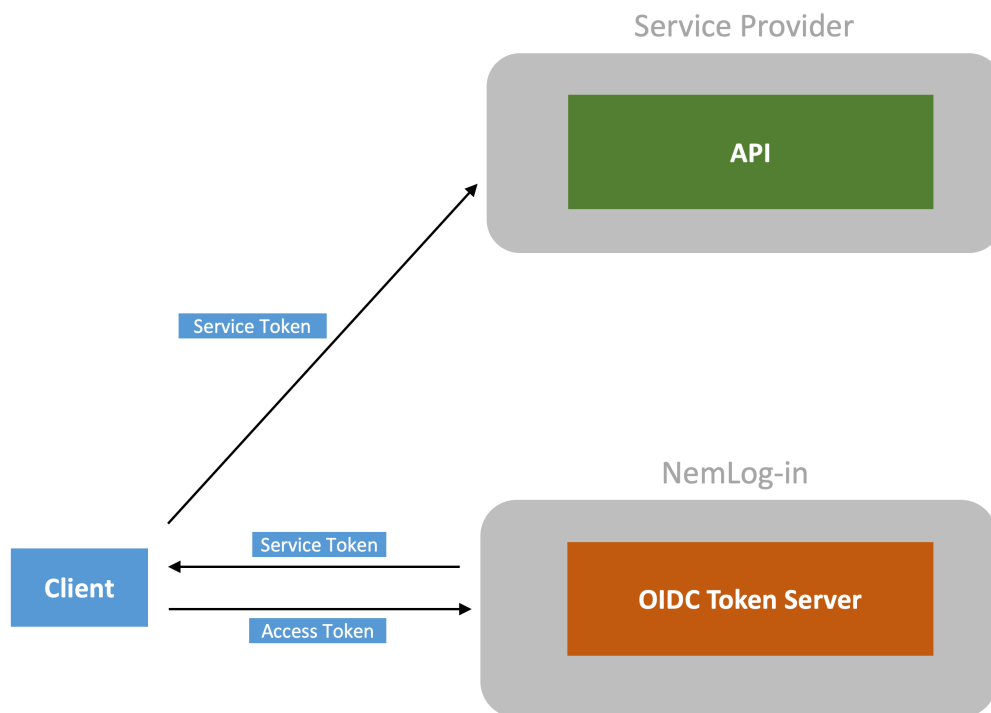 Service Provider
API
Service Token
NemLog-in
Service Token
Client
OIDC Token Server
Access Token